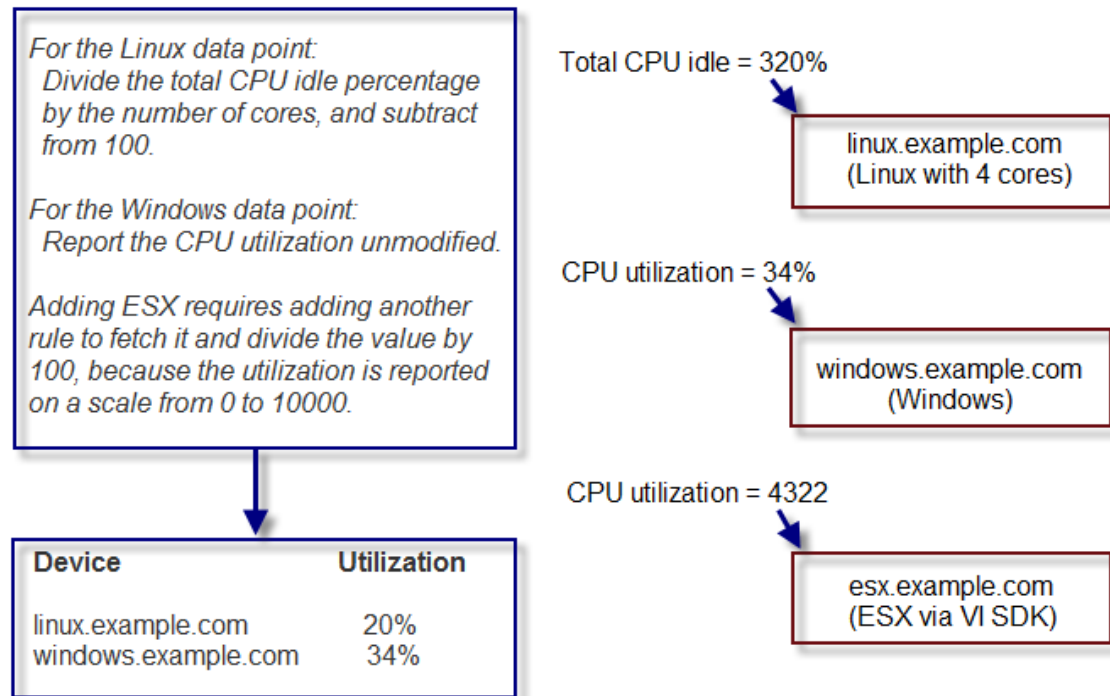 For the Linux data point:
Divide the total CPU idle percentage
by the number of cores, and subtract
from 100.
For the Windows data point:
Report the CPU utilization unmodified.
Adding ESX requires adding another
rule to fetch it and divide the value by
100, because the utilization is reported
on a scale from 0 to 10000.
Device Utilization
linux.example.com 20%
windows.example.com 34%
Total CPU idle = 320%
linux.example.com
(Linux with 4 cores)
CPU utilization = 34%
windows.example.com
(Windows)
CPU utilization = 4322
esx.example.com
(ESX via VI SDK)